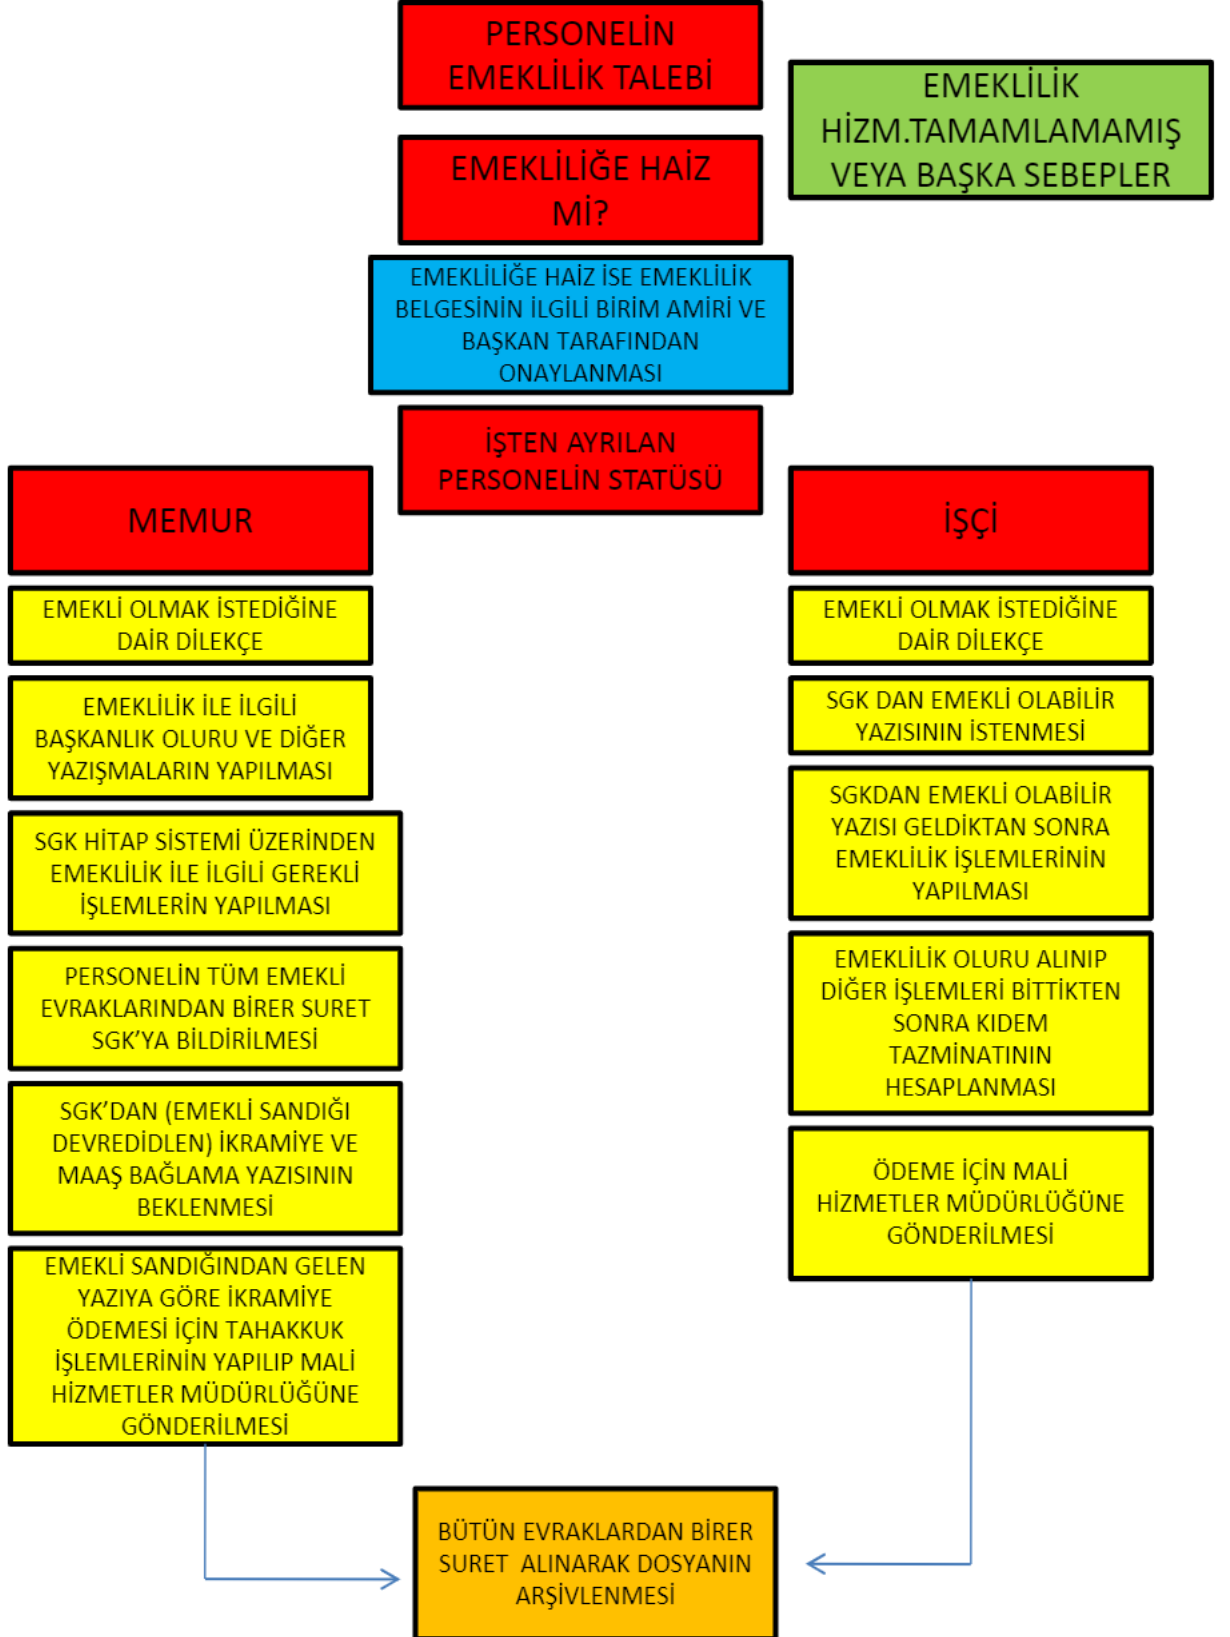 PERSONELİN
EMEKLİLİK TALEBİ
EMEKLİLİK
HİZM.TAMAMLAMAMIŞ
VEYA BAŞKA SEBEPLER
EMEKLİLİĞE HAİZ
Mİ?
EMEKLİLİĞE HAİZ İSE EMEKLİLİK
BELGESİNİN İLGİLİ BİRİM AMİRİ VE
BAŞKAN TARAFINDAN
ONAYLANMASI
İŞTEN AYRILAN
PERSONELİN STATÜSÜ
MEMUR
EMEKLİ OLMAK İSTEDİĞİNE
DAİR DİLEKÇE
EMEKLİLİK İLE İLGİLİ
BAŞKANLIK OLURU VE DİĞER
YAZIŞMALARIN YAPILMASI
SGK HİTAP SİSTEMİ ÜZERİNDEN
EMEKLİLİK İLE İLGİLİ GEREKLİ
İŞLEMLERİN YAPILMASI
PERSONELİN TÜM EMEKLİ
EVRAKLARINDAN BİRER SURET
SGK'YA BİLDİRİLMESİ
SGK'DAN (EMEKLİ SANDIĞI
DEVREDİDLEN) İKRAMİYE VE
MAAŞ BAĞLAMA YAZISININ
BEKLENMESİ
EMEKLİ SANDIĞINDAN GELEN
YAZIYA GÖRE İKRAMİYE
ÖDEMESİ İÇİN TAHAKKUK
İŞLEMLERİNİN YAPILIP MALİ
HİZMETLER MÜDÜRLÜĞÜNE
GÖNDERİLMESİ
İŞÇİ
EMEKLİ OLMAK İSTEDİĞİNE
DAİR DİLEKÇE
SGK DAN EMEKLİ OLABİLİR
YAZISININ İSTENMESİ
SGKDAN EMEKLİ OLABİLİR
YAZISI GELDİKTAN SONRA
EMEKLİLİK İŞLEMLERİNİN
YAPILMASI
EMEKLİLİK OLURU ALINIP
DİĞER İŞLEMLERİ BİTTİKTEN
SONRA KIDEM
TAZMİNATININ
HESAPLANMASI
ÖDEME İÇİN MALİ
HİZMETLER MÜDÜRLÜĞÜNE
GÖNDERİLMESİ
BÜTÜN EVRAKLARDAN BİRER
SURET  ALINARAK DOSYANIN
ARŞİVLENMESİ